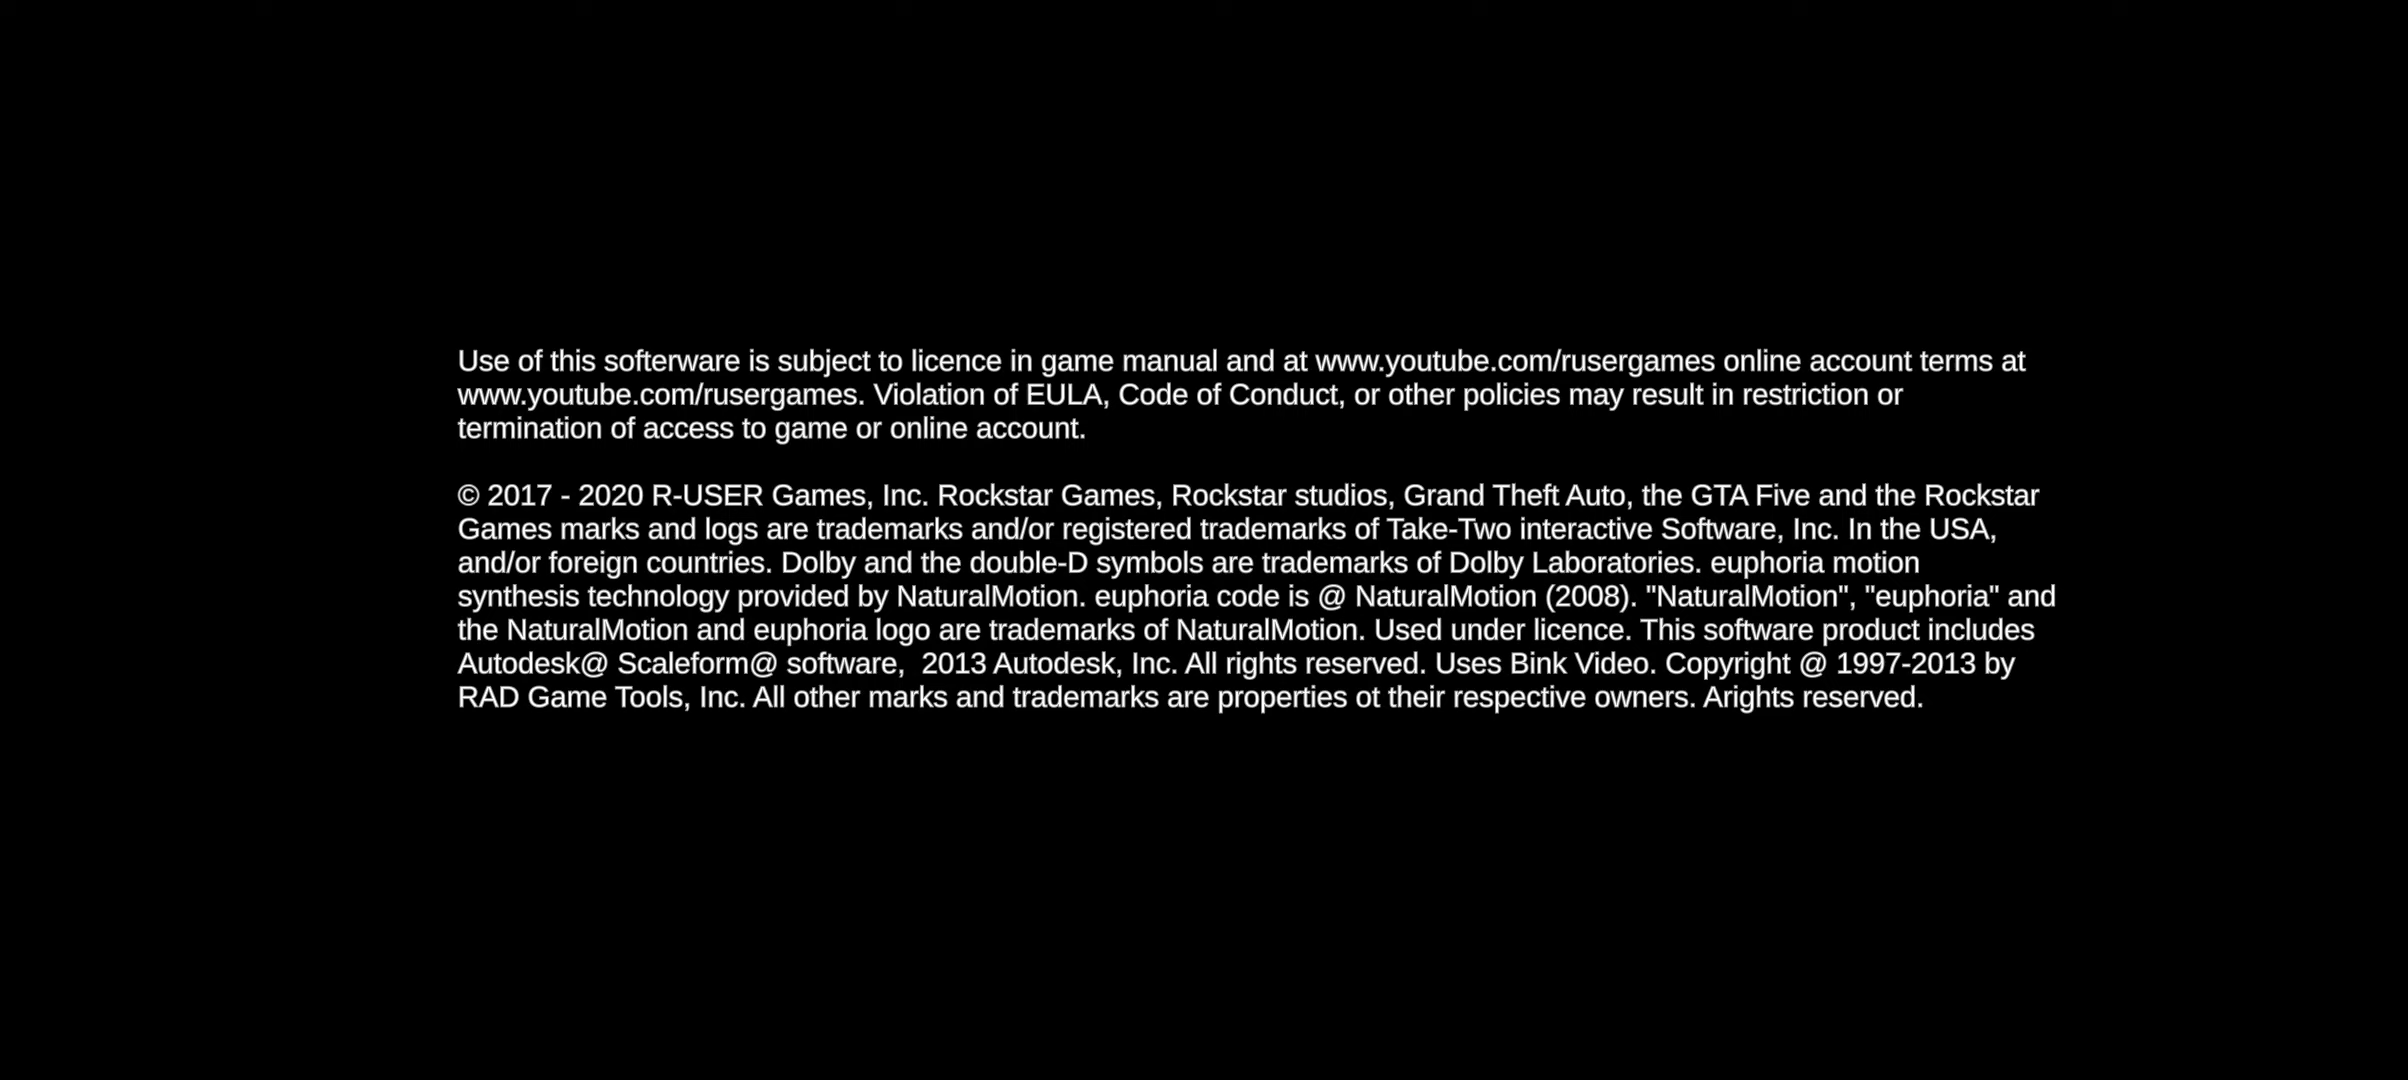 Use of this softerware is subject to licence in game manual and at www.youtube.com/rusergames online account terms at
www.youtube.com/rusergames. Violation of EULA, Code of Conduct, or other policies may result in restriction or
termination of access to game or online account.
© 2017 - 2020 R-USER Games, Inc. Rockstar Games, Rockstar studios, Grand Theft Auto, the GTA Five and the Rockstar
Games marks and logs are trademarks and/or registered trademarks of Take-Two interactive Software, Inc. In the USA,
and/or foreign countries. Dolby and the double-D symbols are trademarks of Dolby Laboratories. euphoria motion
synthesis technology provided by NaturalMotion. euphoria code is @ NaturalMotion (2008). "NaturalMotion", "euphoria" and
the NaturalMotion and euphoria logo are trademarks of NaturalMotion. Used under licence. This software product includes
Autodesk@ Scaleform@ software,  2013 Autodesk, Inc. All rights reserved. Uses Bink Video. Copyright @ 1997-2013 by
RAD Game Tools, Inc. All other marks and trademarks are properties ot their respective owners. Arights reserved.